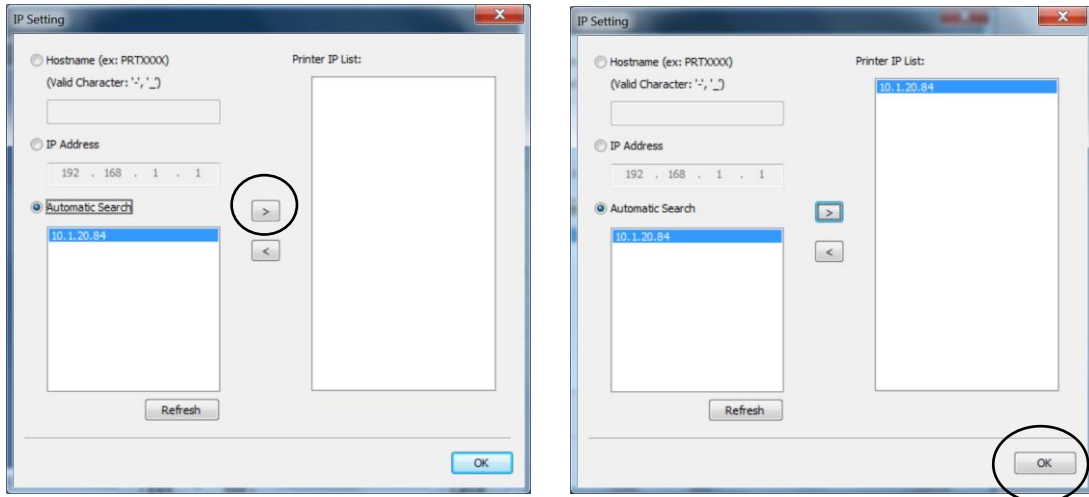 IP Setting
Hostname (ex: PRTXXXX)
(Valid Character: '-', '_')
Printer IP List:
IP Address
192 . 168 . 1 . 1
Automatic Search
>
10.1.20.84
<
Refresh
OK
IP Setting
Hostname (ex: PRTXXXX)
(Valid Character: '-', '_')
Printer IP List:
10.1.20.84
IP Address
192 . 168 . 1 . 1
Automatic Search
>
10.1.20.84
<
Refresh
OK